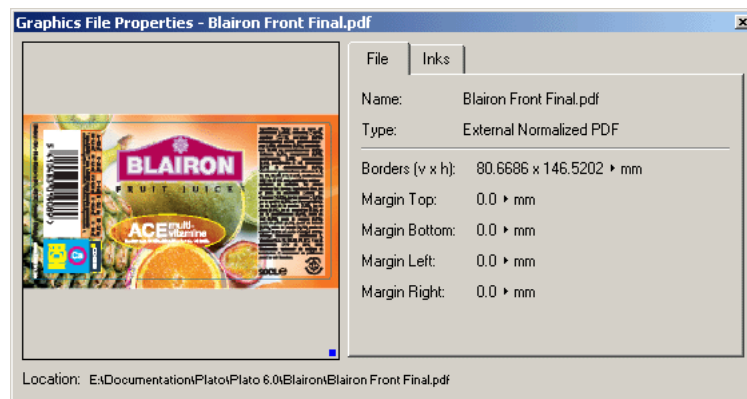 Graphics File Properties - Blairon Front Final.pdf
File Inks
Name: Blairon Front Final.pdf
Type: External Normalized PDF
Borders (v x h): 80.6686 x 146.5202 mm
Margin Top: 0.0 mm
Margin Bottom: 0.0 mm
Margin Left: 0.0 mm
Margin Right: 0.0 mm
BLAIRON
FRUIT JUICE
ACE multi-
vitamine
50CL e
Location: E:\Documentation\Plato\Plato 6.0\Blairon\Blairon Front Final.pdf